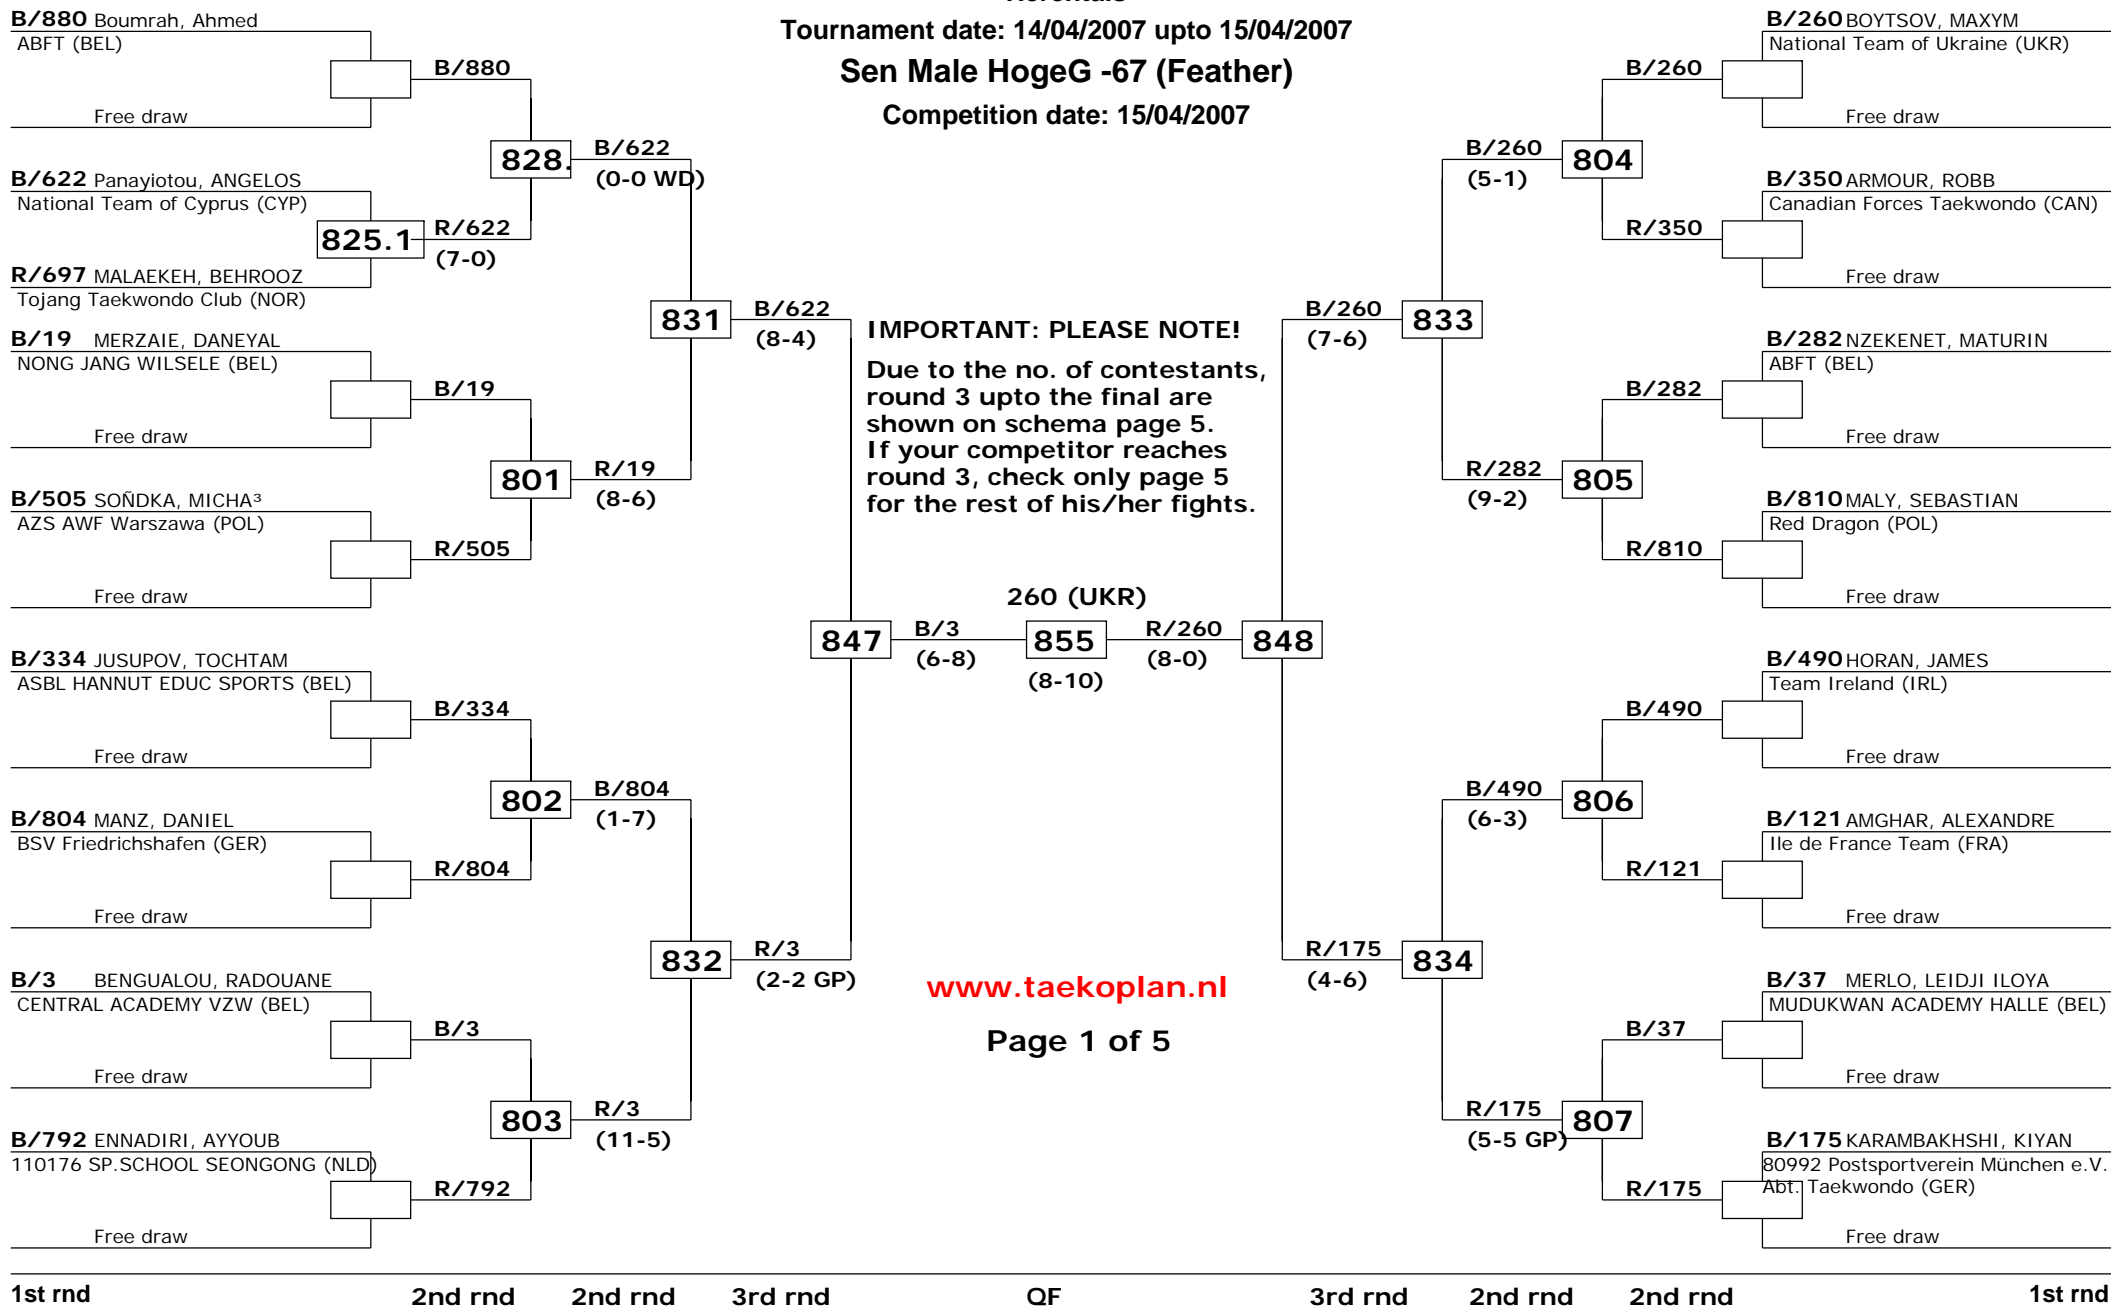 Tournament date: 14/04/2007 upto 15/04/2007
Sen Male HogeG -67 (Feather)
Competition date: 15/04/2007
B/880 Boumrah, Ahmed
ABFT (BEL)
B/880
Free draw
828.
B/622
(0-0 WD)
B/622 Panayiotou, ANGELOS
National Team of Cyprus (CYP)
825.1
R/622
(7-0)
R/697 MALAEKEH, BEHROOZ
Tojang Taekwondo Club (NOR)
831
B/622
(8-4)
B/19 MERZAIE, DANEYAL
NONG JANG WILSELE (BEL)
B/19
Free draw
801
R/19
(8-6)
B/505 SOÑDKA, MICHA³
AZS AWF Warszawa (POL)
R/505
Free draw
847
B/3
(6-8)
B/334 JUSUPOV, TOCHTAM
ASBL HANNUT EDUC SPORTS (BEL)
B/334
Free draw
802
B/804
(1-7)
B/804 MANZ, DANIEL
BSV Friedrichshafen (GER)
R/804
Free draw
832
R/3
(2-2 GP)
B/3 BENGUALOU, RADOUANE
CENTRAL ACADEMY VZW (BEL)
B/3
Free draw
803
R/3
(11-5)
B/792 ENNADIRI, AYYOUB
110176 SP.SCHOOL SEONGONG (NLD)
R/792
Free draw
IMPORTANT: PLEASE NOTE!
Due to the no. of contestants,
round 3 upto the final are
shown on schema page 5.
If your competitor reaches
round 3, check only page 5
for the rest of his/her fights.
260 (UKR)
855
(8-10)
R/260
(8-0)
848
www.taekoplan.nl
Page 1 of 5
B/260 BOYTSOV, MAXYM
National Team of Ukraine (UKR)
B/260
Free draw
B/260
(5-1)
804
B/350 ARMOUR, ROBB
Canadian Forces Taekwondo (CAN)
R/350
Free draw
B/260
(7-6)
833
B/282 NZEKENET, MATURIN
ABFT (BEL)
B/282
Free draw
R/282
(9-2)
805
B/810 MALY, SEBASTIAN
Red Dragon (POL)
R/810
Free draw
B/490 HORAN, JAMES
Team Ireland (IRL)
B/490
Free draw
B/490
(6-3)
806
B/121 AMGHAR, ALEXANDRE
Ile de France Team (FRA)
R/121
Free draw
R/175
(4-6)
834
B/37 MERLO, LEIDJI ILOYA
MUDUKWAN ACADEMY HALLE (BEL)
B/37
Free draw
R/175
(5-5 GP)
807
B/175 KARAMBAKHSHI, KIYAN
80992 Postsportverein München e.V.
Abt. Taekwondo (GER)
R/175
Free draw
1st rnd 2nd rnd 2nd rnd 3rd rnd QF 3rd rnd 2nd rnd 2nd rnd 1st rnd